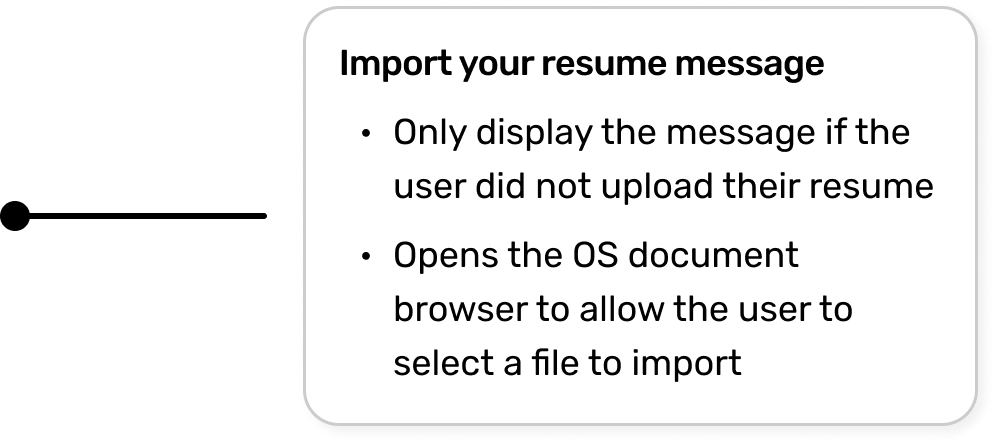 Import your resume message
• Only display the message if the
user did not upload their resume
• Opens the OS document
browser to allow the user to
select a file to import